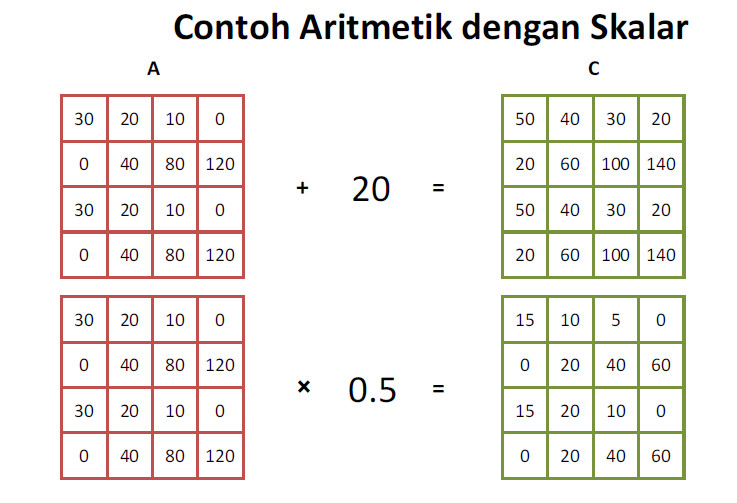 Contoh Aritmetik dengan Skalar
A C
30 20 10 0 50 40 30 20
0 40 80 120 + 20 = 20 60 100 140
30 20 10 0 50 40 30 20
0 40 80 120 20 60 100 140
30 20 10 0 15 10 5 0
0 40 80 120 × 0.5 = 0 20 40 60
30 20 10 0 15 20 10 0
0 40 80 120 0 20 40 60